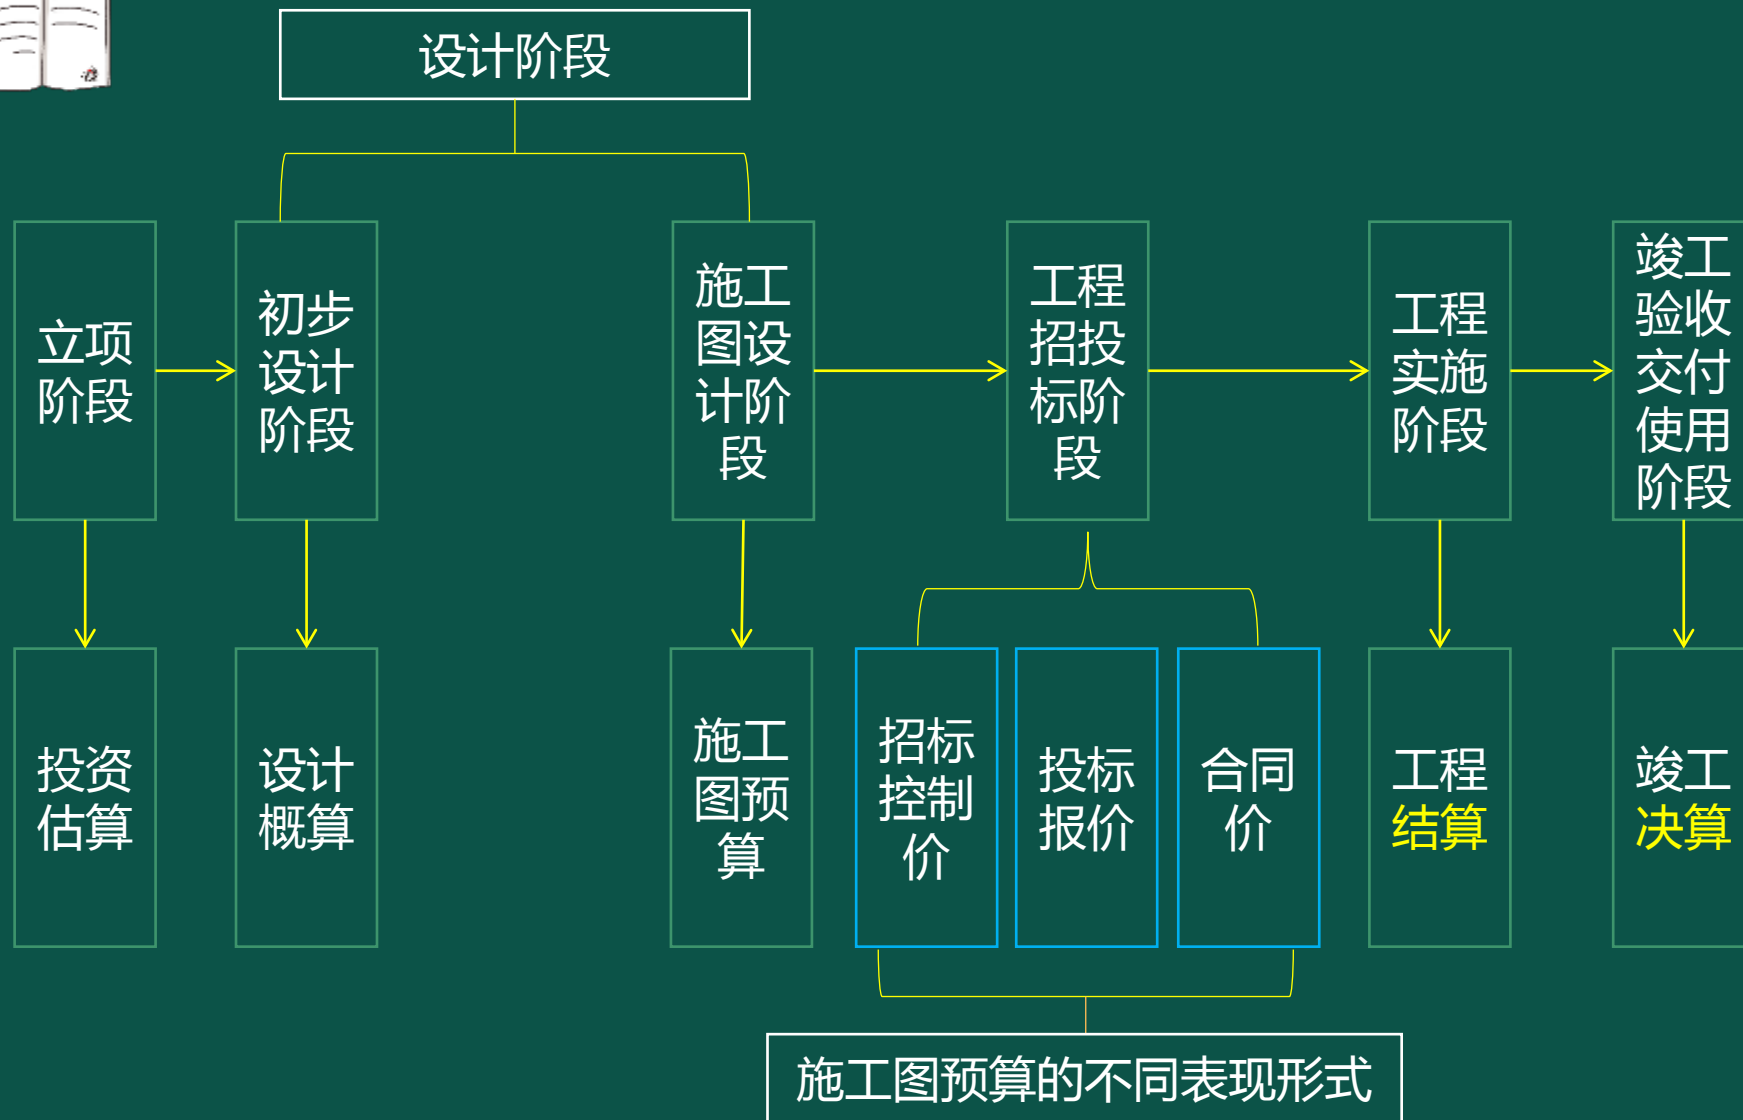 设计阶段
立项
阶段
初步
设计
阶段
施工
图设
计阶
段
工程
招投
标阶
段
工程
实施
阶段
竣工
验收
交付
使用
阶段
投资
估算
设计
概算
施工
图预
算
招标
控制
价
投标
报价
合同
价
工程
结算
竣工
决算
施工图预算的不同表现形式